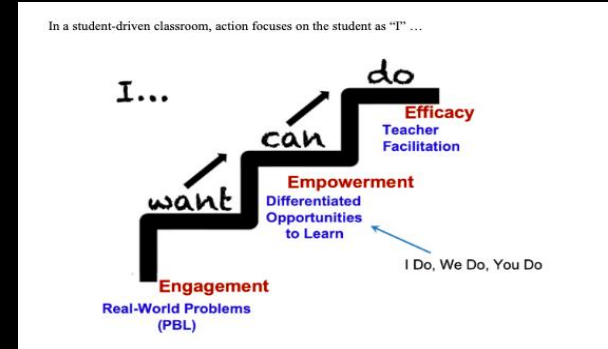 In a student-driven classroom, action focuses on the student as “I” …
I...
do
can
want
Efficacy
Teacher
Facilitation
Empowerment
Differentiated
Opportunities
to Learn
I Do, We Do, You Do
Engagement
Real-World Problems
(PBL)